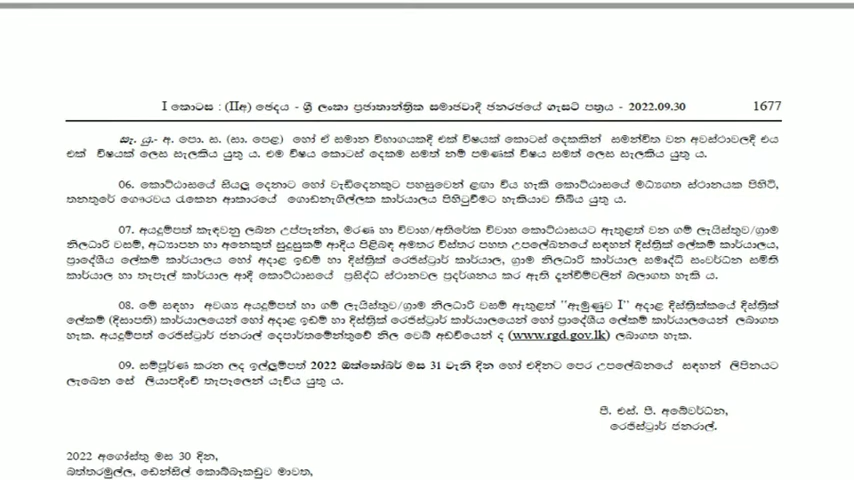 I කොටස : (IIඅ) ඡෙදය - ශ්‍රී ලංකා ප්‍රජාතාන්ත්‍රික සමාජවාදී ජනරජයේ ගැසට් පත්‍රය - 2022.09.30 1677
සැ. යු.- අ. පො. ස. (සා. පෙළ) හෝ ඒ සමාන විභාගයකදී එක් විෂයක් කොටස් දෙකකින් සමන්විත වන අවස්ථාවලදී එය
එක් විෂයක් ලෙස සැලකිය යුතු ය. එම විෂය කොටස් දෙකම සමත් නම් පමණක් විෂය සමත් ලෙස සැලකිය යුතු ය.
06. කොට්ඨාසයේ සියලු දෙනාට හෝ වැඩිදෙනකුට පහසුවෙන් ළඟා විය හැකි කොට්ඨාසයේ මධ්‍යගත ස්ථානයක පිහිටි,
තනතුරේ ගෞරවය රැකෙන ආකාරයේ ගොඩනැගිල්ලක කාර්යාලය පිහිටුවීමට හැකියාව තිබිය යුතු ය.
07. අයදුම්පත් කැඳවනු ලබන උප්පැන්න, මරණ හා විවාහ/අතිරේක විවාහ කොට්ඨාසයට ඇතුළත් වන ගම් ලැයිස්තුව/ග්‍රාම
නිලධාරි වසම්, අධ්‍යාපන හා අනෙකුත් සුදුසුකම් ආදිය පිළිබඳ අමතර විස්තර පහත උපලේඛනයේ සඳහන් දිස්ත්‍රික් ලේකම් කාර්යාලය,
ප්‍රාදේශීය ලේකම් කාර්යාලය හෝ අදාළ ඉඩම් හා දිස්ත්‍රික් රෙජිස්ට්‍රාර් කාර්යාල, ග්‍රාම නිලධාරි කාර්යාල සමෘද්ධි සංවර්ධන සමිති
කාර්යාල හා තැපැල් කාර්යාල ආදී කොට්ඨාසයේ ප්‍රසිද්ධ ස්ථානවල ප්‍රදර්ශනය කර ඇති දැන්වීම්වලින් බලාගත හැකි ය.
08. මේ සඳහා අවශ්‍ය අයදුම්පත් හා ගම් ලැයිස්තුව/ග්‍රාම නිලධාරි වසම් ඇතුළත් "ඇමුණුව I" අදාළ දිස්ත්‍රික්කයේ දිස්ත්‍රික්
ලේකම් (දිසාපති) කාර්යාලයෙන් හෝ අදාළ ඉඩම් හා දිස්ත්‍රික් රෙජිස්ට්‍රාර් කාර්යාලයෙන් හෝ ප්‍රාදේශීය ලේකම් කාර්යාලයෙන් ලබාගත
හැක. අයදුම්පත් රෙජිස්ට්‍රාර් ජනරාල් දෙපාර්තමේන්තුවේ නිල වෙබ් අඩවියෙන් ද (www.rgd.gov.lk) ලබාගත හැක.
09. සම්පූර්ණ කරන ලද ඉල්ලුම්පත් 2022 ඔක්තෝබර් මස 31 වැනි දින හෝ එදිනට පෙර උපලේඛනයේ සඳහන් ලිපිනයට
ලැබෙන සේ ලියාපදිංචි තැපෑලෙන් යැවිය යුතු ය.
පී. එස්. පී. අබේවර්ධන,
රෙජිස්ට්‍රාර් ජනරාල්.
2022 අගෝස්තු මස 30 දින,
බත්තරමුල්ල, ඩෙන්සිල් කොබ්බෑකඩුව මාවත,